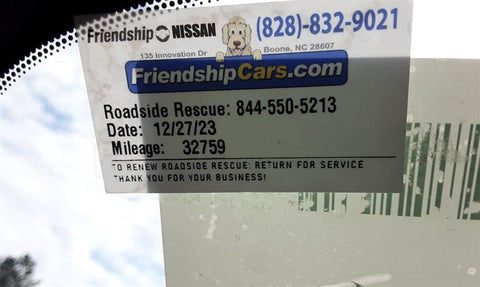 Friendship NISSAN (828)-832-9021
135 Innovation Dr Boone, NC 28607
FriendshipCars.com
Roadside Rescue: 844-550-5213
Date: 12/27/23
Mileage: 32759
TO RENEW ROADSIDE RESCUE: RETURN FOR SERVICE
THANK YOU FOR YOUR BUSINESS!